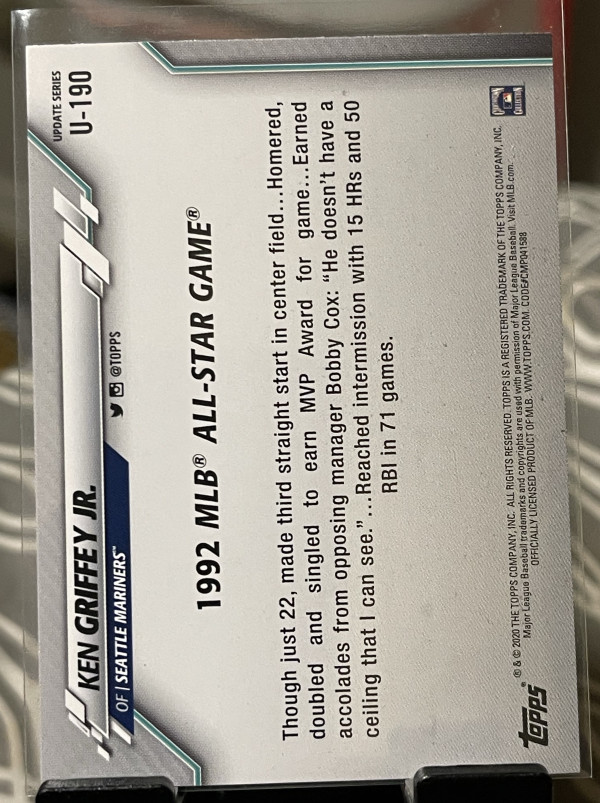 UPDATE SERIES
U-190
KEN GRIFFEY JR.
OF | SEATTLE MARINERS™
@TOPPS
1992 MLB® ALL-STAR GAME®
Though just 22, made third straight start in center field...Homered,
doubled and singled to earn MVP Award for game...Earned
accolades from opposing manager Bobby Cox: “He doesn't have a
ceiling that I can see.”...Reached intermission with 15 HRs and 50
RBI in 71 games.
topps®
® & © 2020 THE TOPPS COMPANY, INC. ALL RIGHTS RESERVED. TOPPS IS A REGISTERED TRADEMARK OF THE TOPPS COMPANY, INC.
Major League Baseball trademarks and copyrights are used with permission of Major League Baseball. Visit MLB.com.
OFFICIALLY LICENSED PRODUCT OF MLB. WWW.TOPPS.COM. CODE#CMP041588